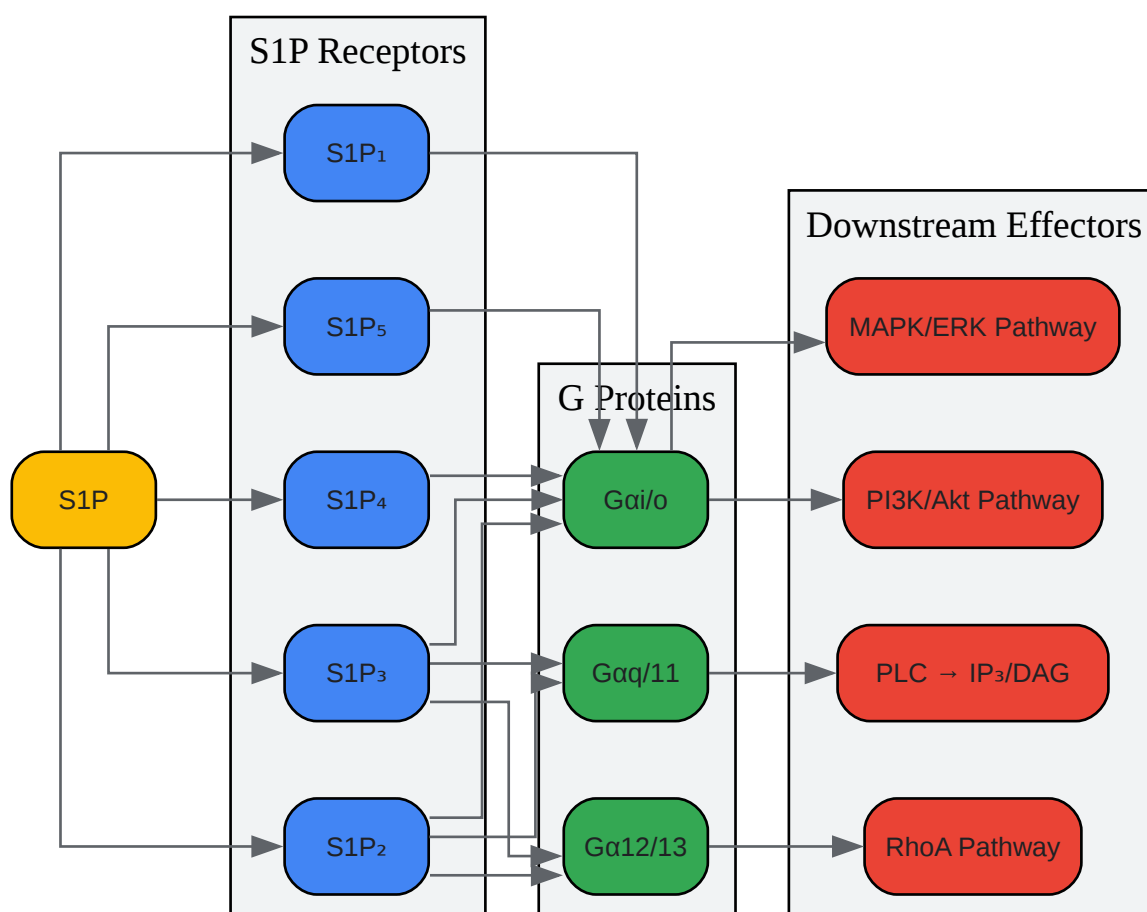 S1P Receptors
S1P₁
Downstream Effectors
S1P₅
MAPK/ERK Pathway
G Proteins
S1P
S1P₄
Gαi/o
PI3K/Akt Pathway
S1P₃
Gαq/11
PLC → IP₃/DAG
S1P₂
Gα12/13
RhoA Pathway